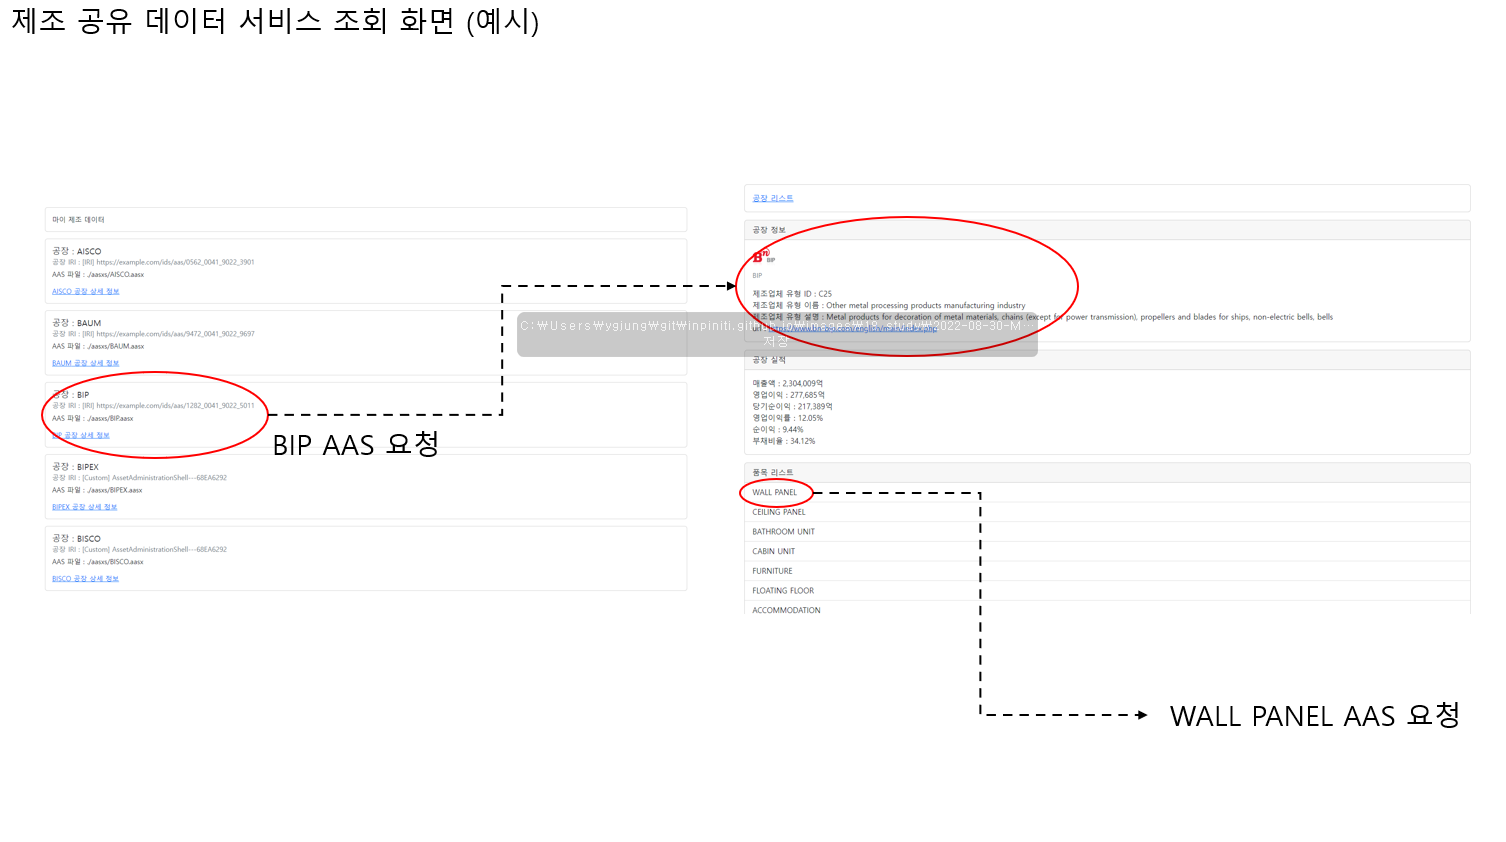 제조 공유 데이터 서비스 조회 화면 (예시)
마이 제조 데이터
공장 : AISCO
공장 IRI : [IRI] https://example.com/ids/aas/0562_0041_9022_3901
AAS 파일 : ./aasxs/AISCO.aasx
AISCO 공장 상세 정보
공장 : BAUM
공장 IRI : [IRI] https://example.com/ids/aas/9472_0041_9022_9697
AAS 파일 : ./aasxs/BAUM.aasx
BAUM 공장 상세 정보
공장 : BIP
공장 IRI : [IRI] https://example.com/ids/aas/1282_0041_9022_5011
AAS 파일 : ./aasxs/BIP.aasx
BIP 공장 상세 정보
BIP AAS 요청
공장 : BIPEX
공장 IRI : [Custom] AssetAdministrationShell---68EA6292
AAS 파일 : ./aasxs/BIPEX.aasx
BIPEX 공장 상세 정보
공장 : BISCO
공장 IRI : [Custom] AssetAdministrationShell---68EA6292
AAS 파일 : ./aasxs/BISCO.aasx
BISCO 공장 상세 정보
공장 리스트
공장 정보
Bn BIP
BIP
제조업체 유형 ID : C25
제조업체 유형 이름 : Other metal processing products manufacturing industry
제조업체 유형 설명 : Metal products for decoration of metal materials, chains (except for power transmission), propellers and blades for ships, non-electric bells, bells
C:₩Users₩ygjung₩git₩inpiniti.github.io₩images₩18_study₩2022-08-30-M…
저장
공장 실적
매출액 : 2,304,009억
영업이익 : 277,685억
당기순이익 : 217,389억
영업이익률 : 12.05%
순이익 : 9.44%
부채비율 : 34.12%
품목 리스트
WALL PANEL
CEILING PANEL
BATHROOM UNIT
CABIN UNIT
FURNITURE
FLOATING FLOOR
ACCOMMODATION
WALL PANEL AAS 요청